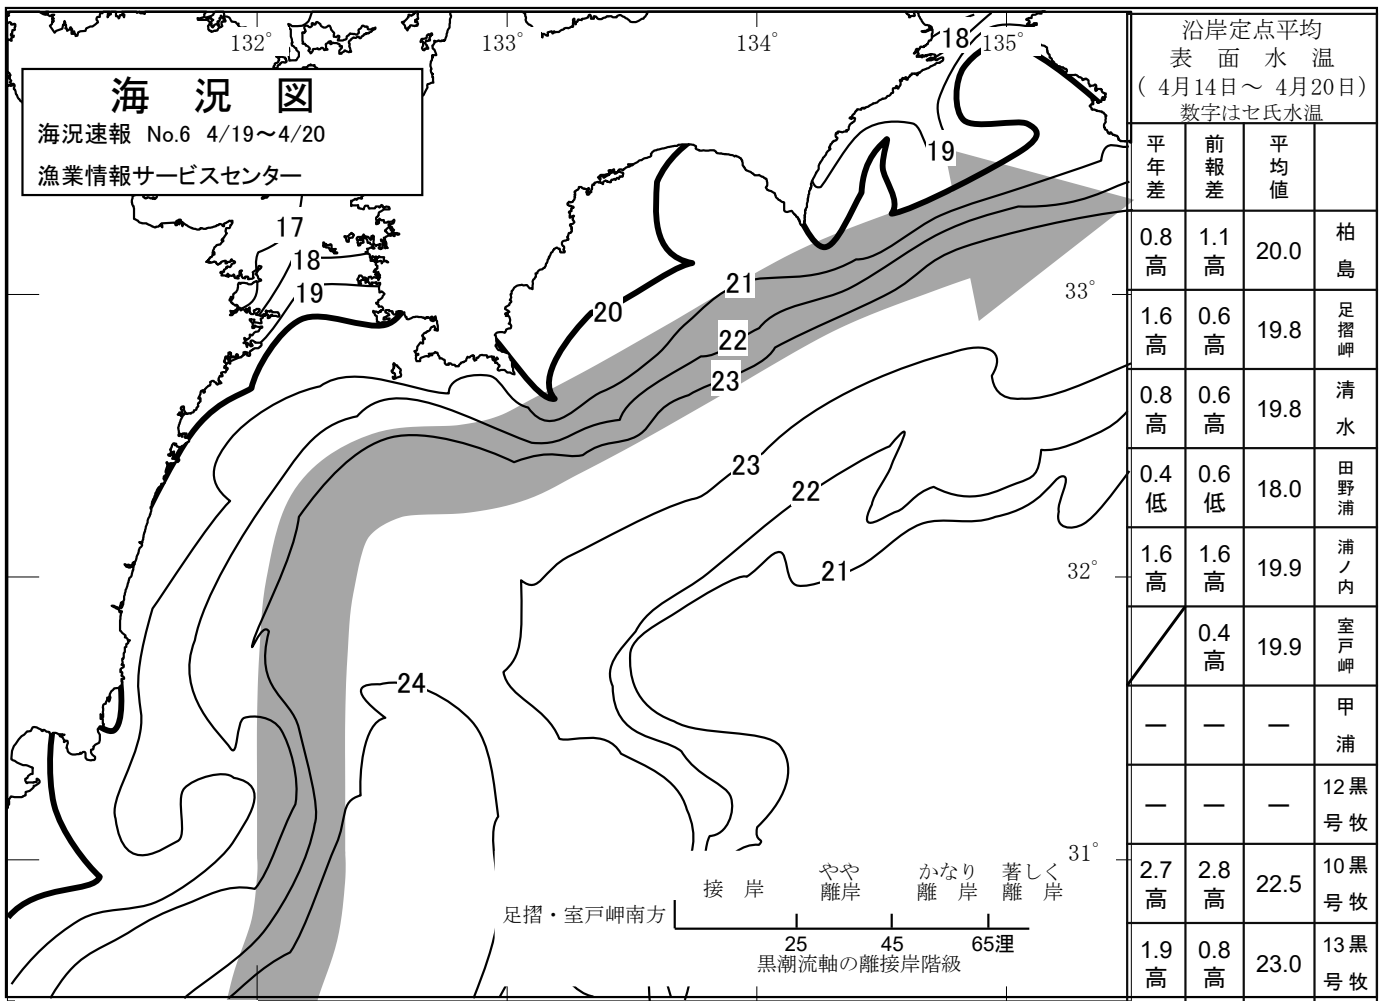 海 況 図
海況速報 No.6 4/19～4/20
漁業情報サービスセンター
132°
133°
134°
135°
18
19
17
18
19
20
21
22
23
33°
23
22
21
32°
24
31°
接 岸
やや
離岸
かなり
離 岸
著しく
離 岸
足摺・室戸岬南方
25 45 65浬
黒潮流軸の離接岸階級
沿岸定点平均
表 面 水 温
( 4月14日～ 4月20日)
数字はセ氏水温
平年差 前報差 平均値
0.8高 1.1高 20.0 柏島
1.6高 0.6高 19.8 足摺岬
0.8高 0.6高 19.8 清水
0.4低 0.6低 18.0 田野浦
1.6高 1.6高 19.9 浦ノ内
0.4高 19.9 室戸岬
― ― ― 甲浦
― ― ― 黒牧12号
2.7高 2.8高 22.5 黒牧10号
1.9高 0.8高 23.0 黒牧13号